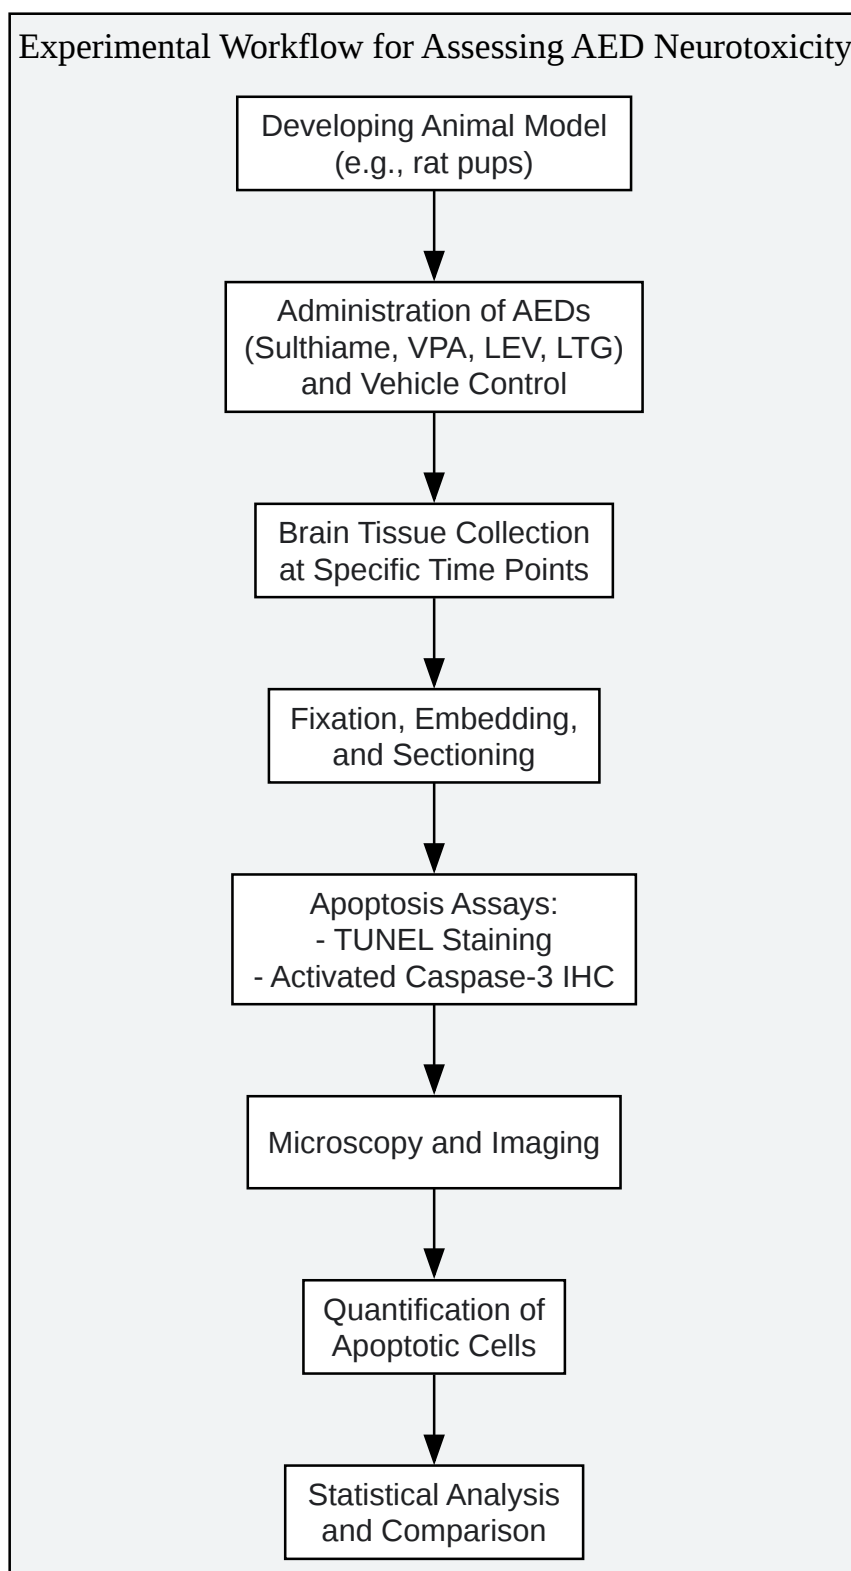 Experimental Workflow for Assessing AED Neurotoxicity
Developing Animal Model
(e.g., rat pups)
Administration of AEDs
(Sulthiame, VPA, LEV, LTG)
and Vehicle Control
Brain Tissue Collection
at Specific Time Points
Fixation, Embedding,
and Sectioning
Apoptosis Assays:
- TUNEL Staining
- Activated Caspase-3 IHC
Microscopy and Imaging
Quantification of
Apoptotic Cells
Statistical Analysis
and Comparison